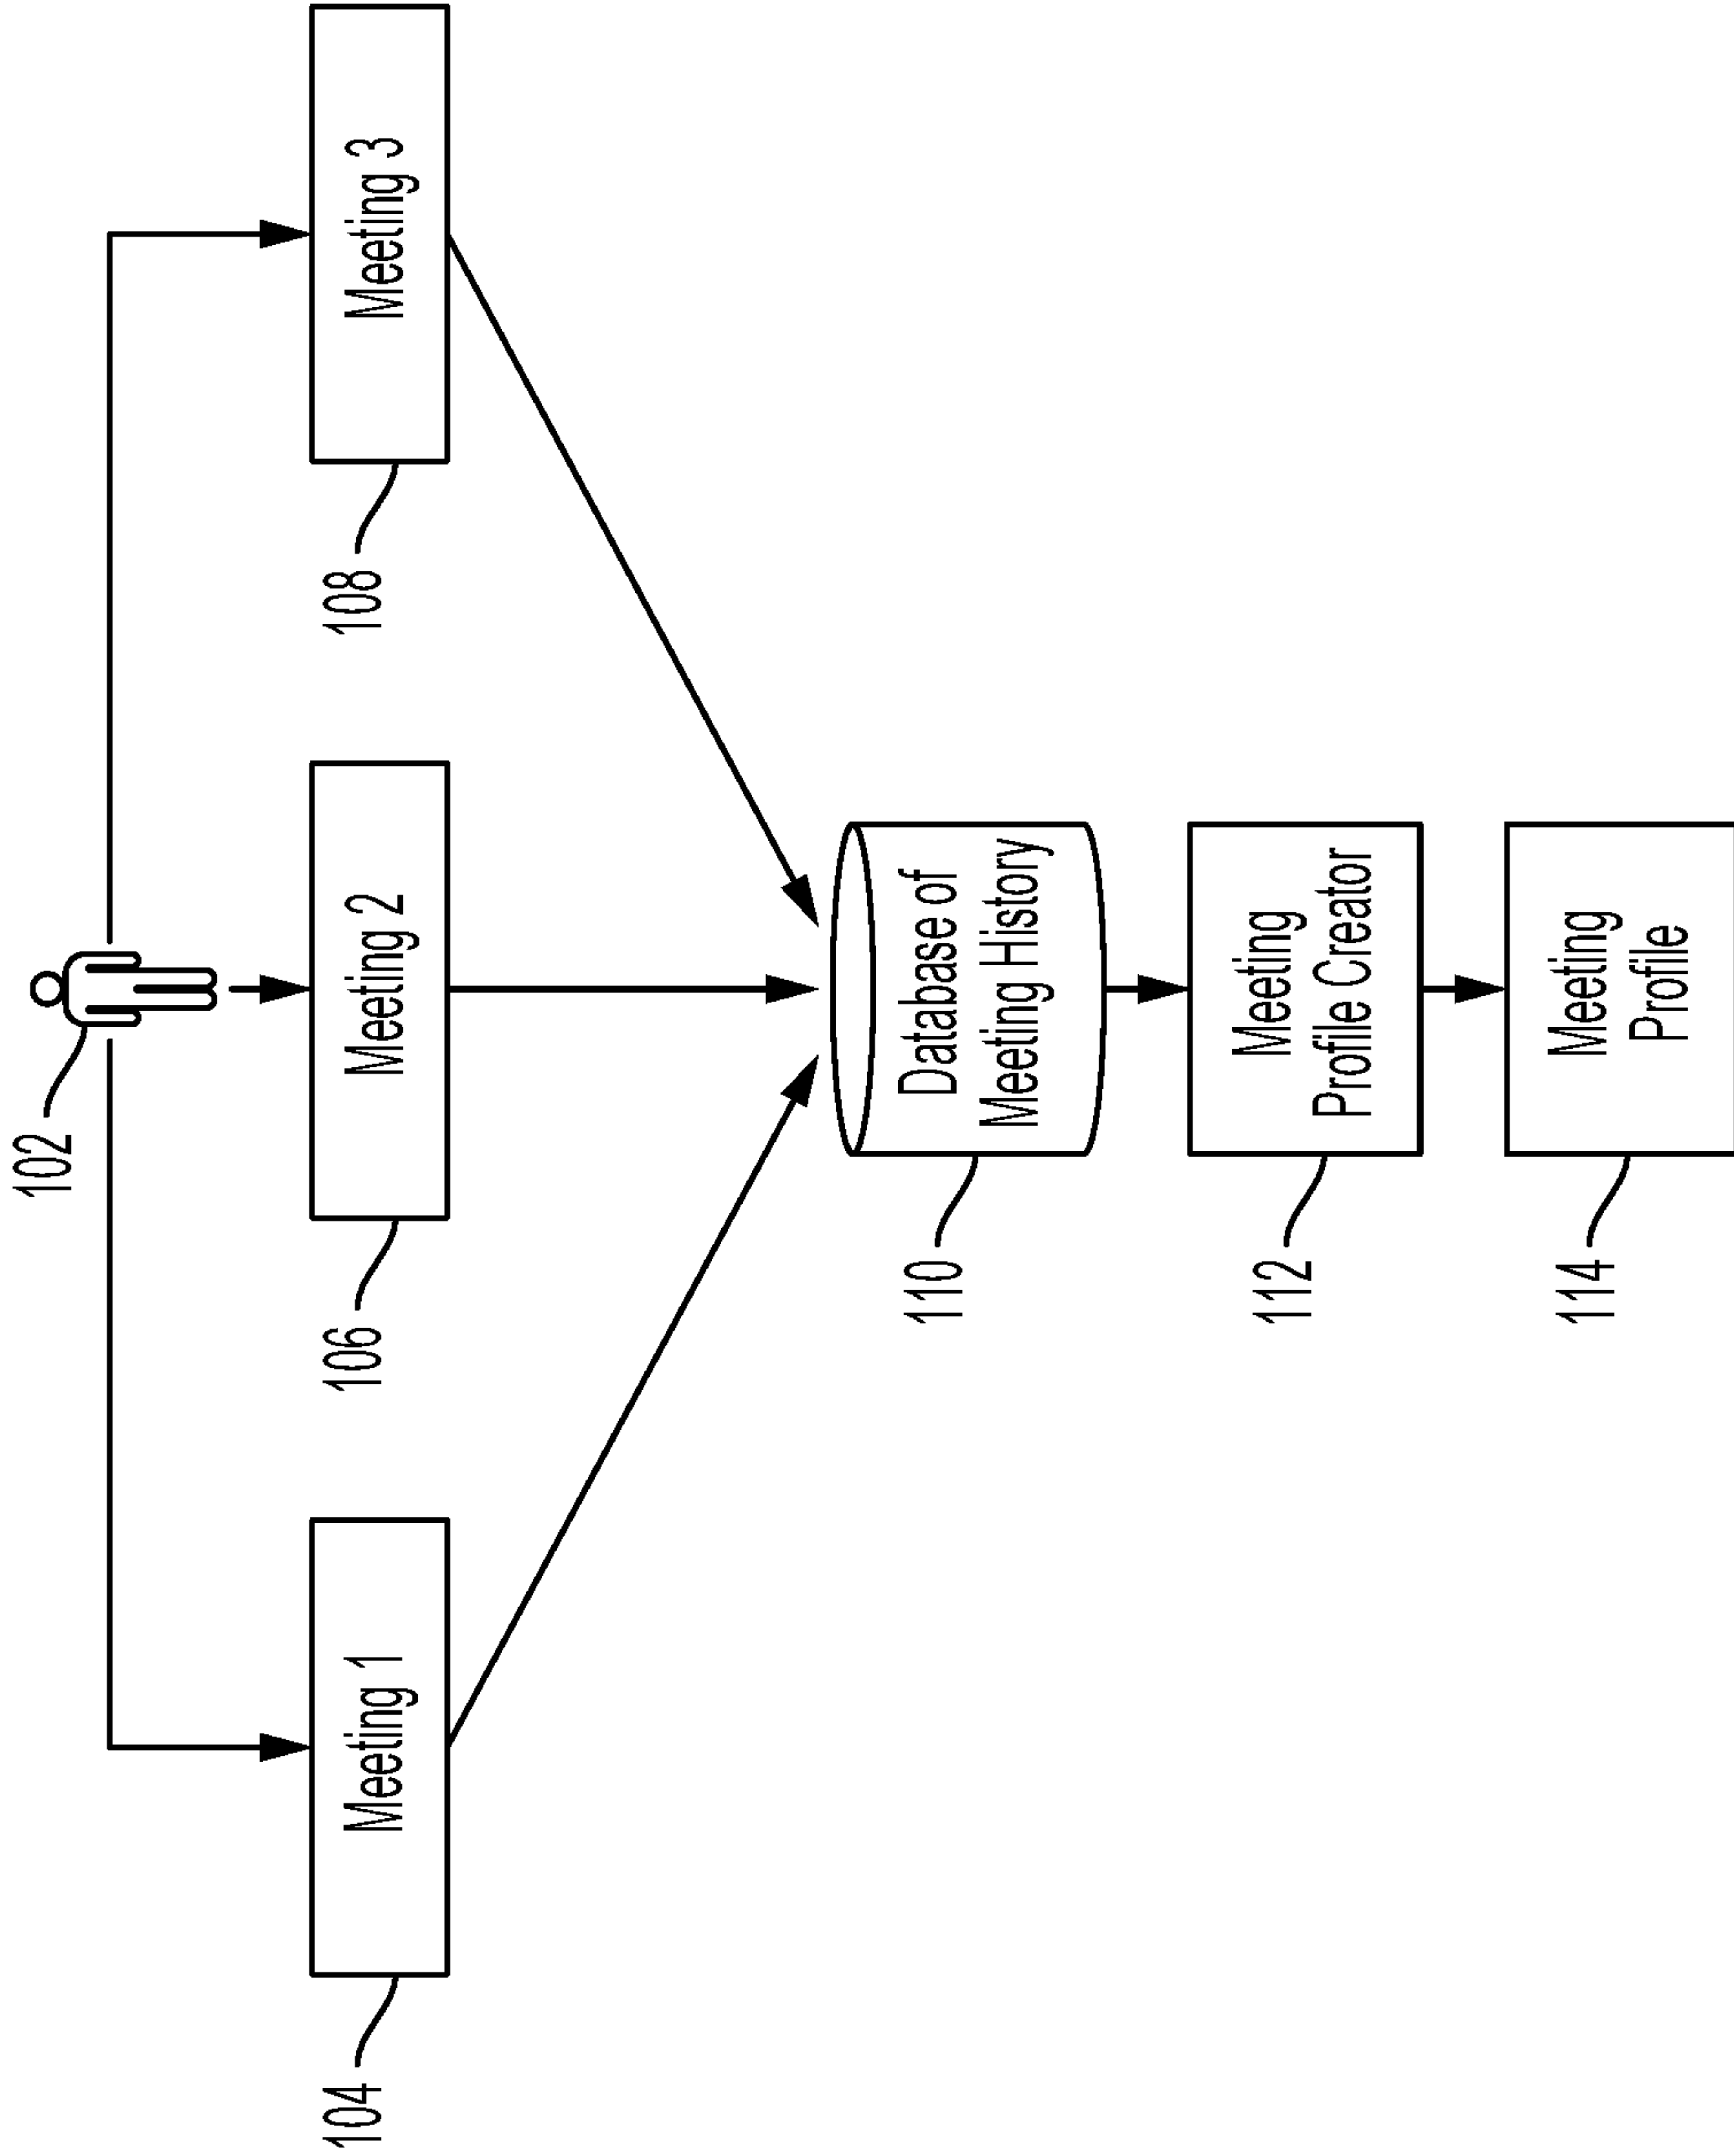 102
104
Meeting 1
106
Meeting 2
108
Meeting 3
110
Database of
Meeting History
112
Meeting
Profile Creator
114
Meeting
Profile